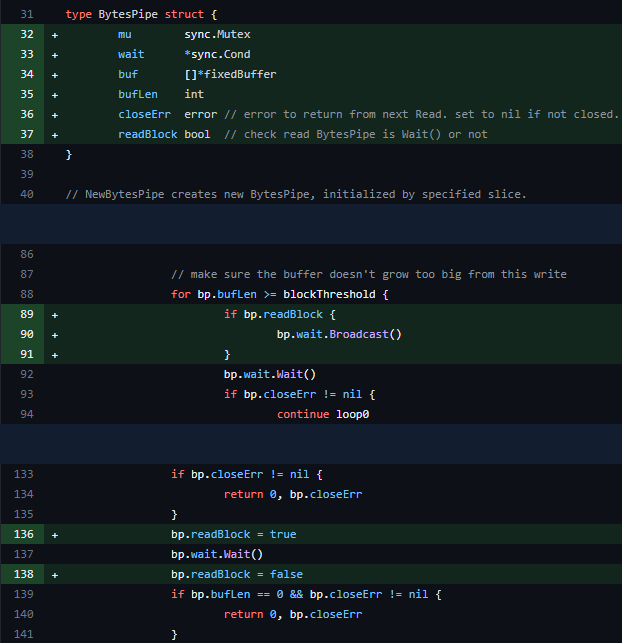 31 type BytesPipe struct {
32 + mu sync.Mutex
33 + wait *sync.Cond
34 + buf []*fixedBuffer
35 + bufLen int
36 + closeErr error // error to return from next Read. set to nil if not closed.
37 + readBlock bool // check read BytesPipe is Wait() or not
38 }
39
40 // NewBytesPipe creates new BytesPipe, initialized by specified slice.
86
87 // make sure the buffer doesn't grow too big from this write
88 for bp.bufLen >= blockThreshold {
89 + if bp.readBlock {
90 + bp.wait.Broadcast()
91 + }
92 bp.wait.Wait()
93 if bp.closeErr != nil {
94 continue loop0
133 if bp.closeErr != nil {
134 return 0, bp.closeErr
135 }
136 + bp.readBlock = true
137 bp.wait.Wait()
138 + bp.readBlock = false
139 if bp.bufLen == 0 && bp.closeErr != nil {
140 return 0, bp.closeErr
141 }